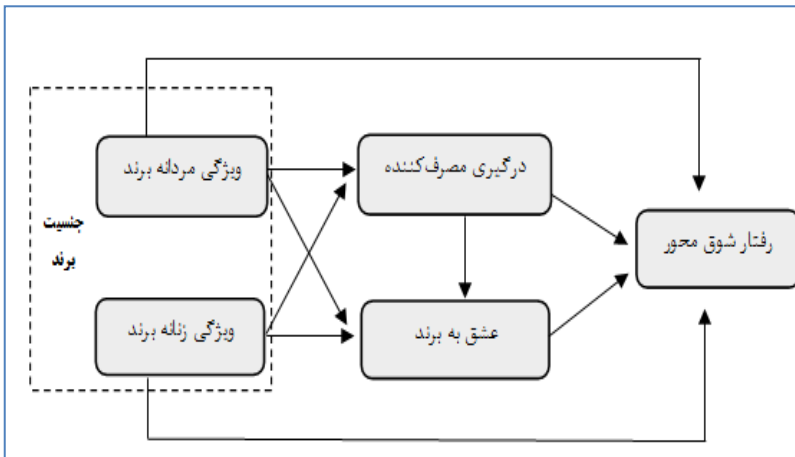 ویژگی مردانه برند
درگیری مصرف‌کننده
جنسیت
برند
رفتار شوق محور
ویژگی زنانه برند
عشق به برند